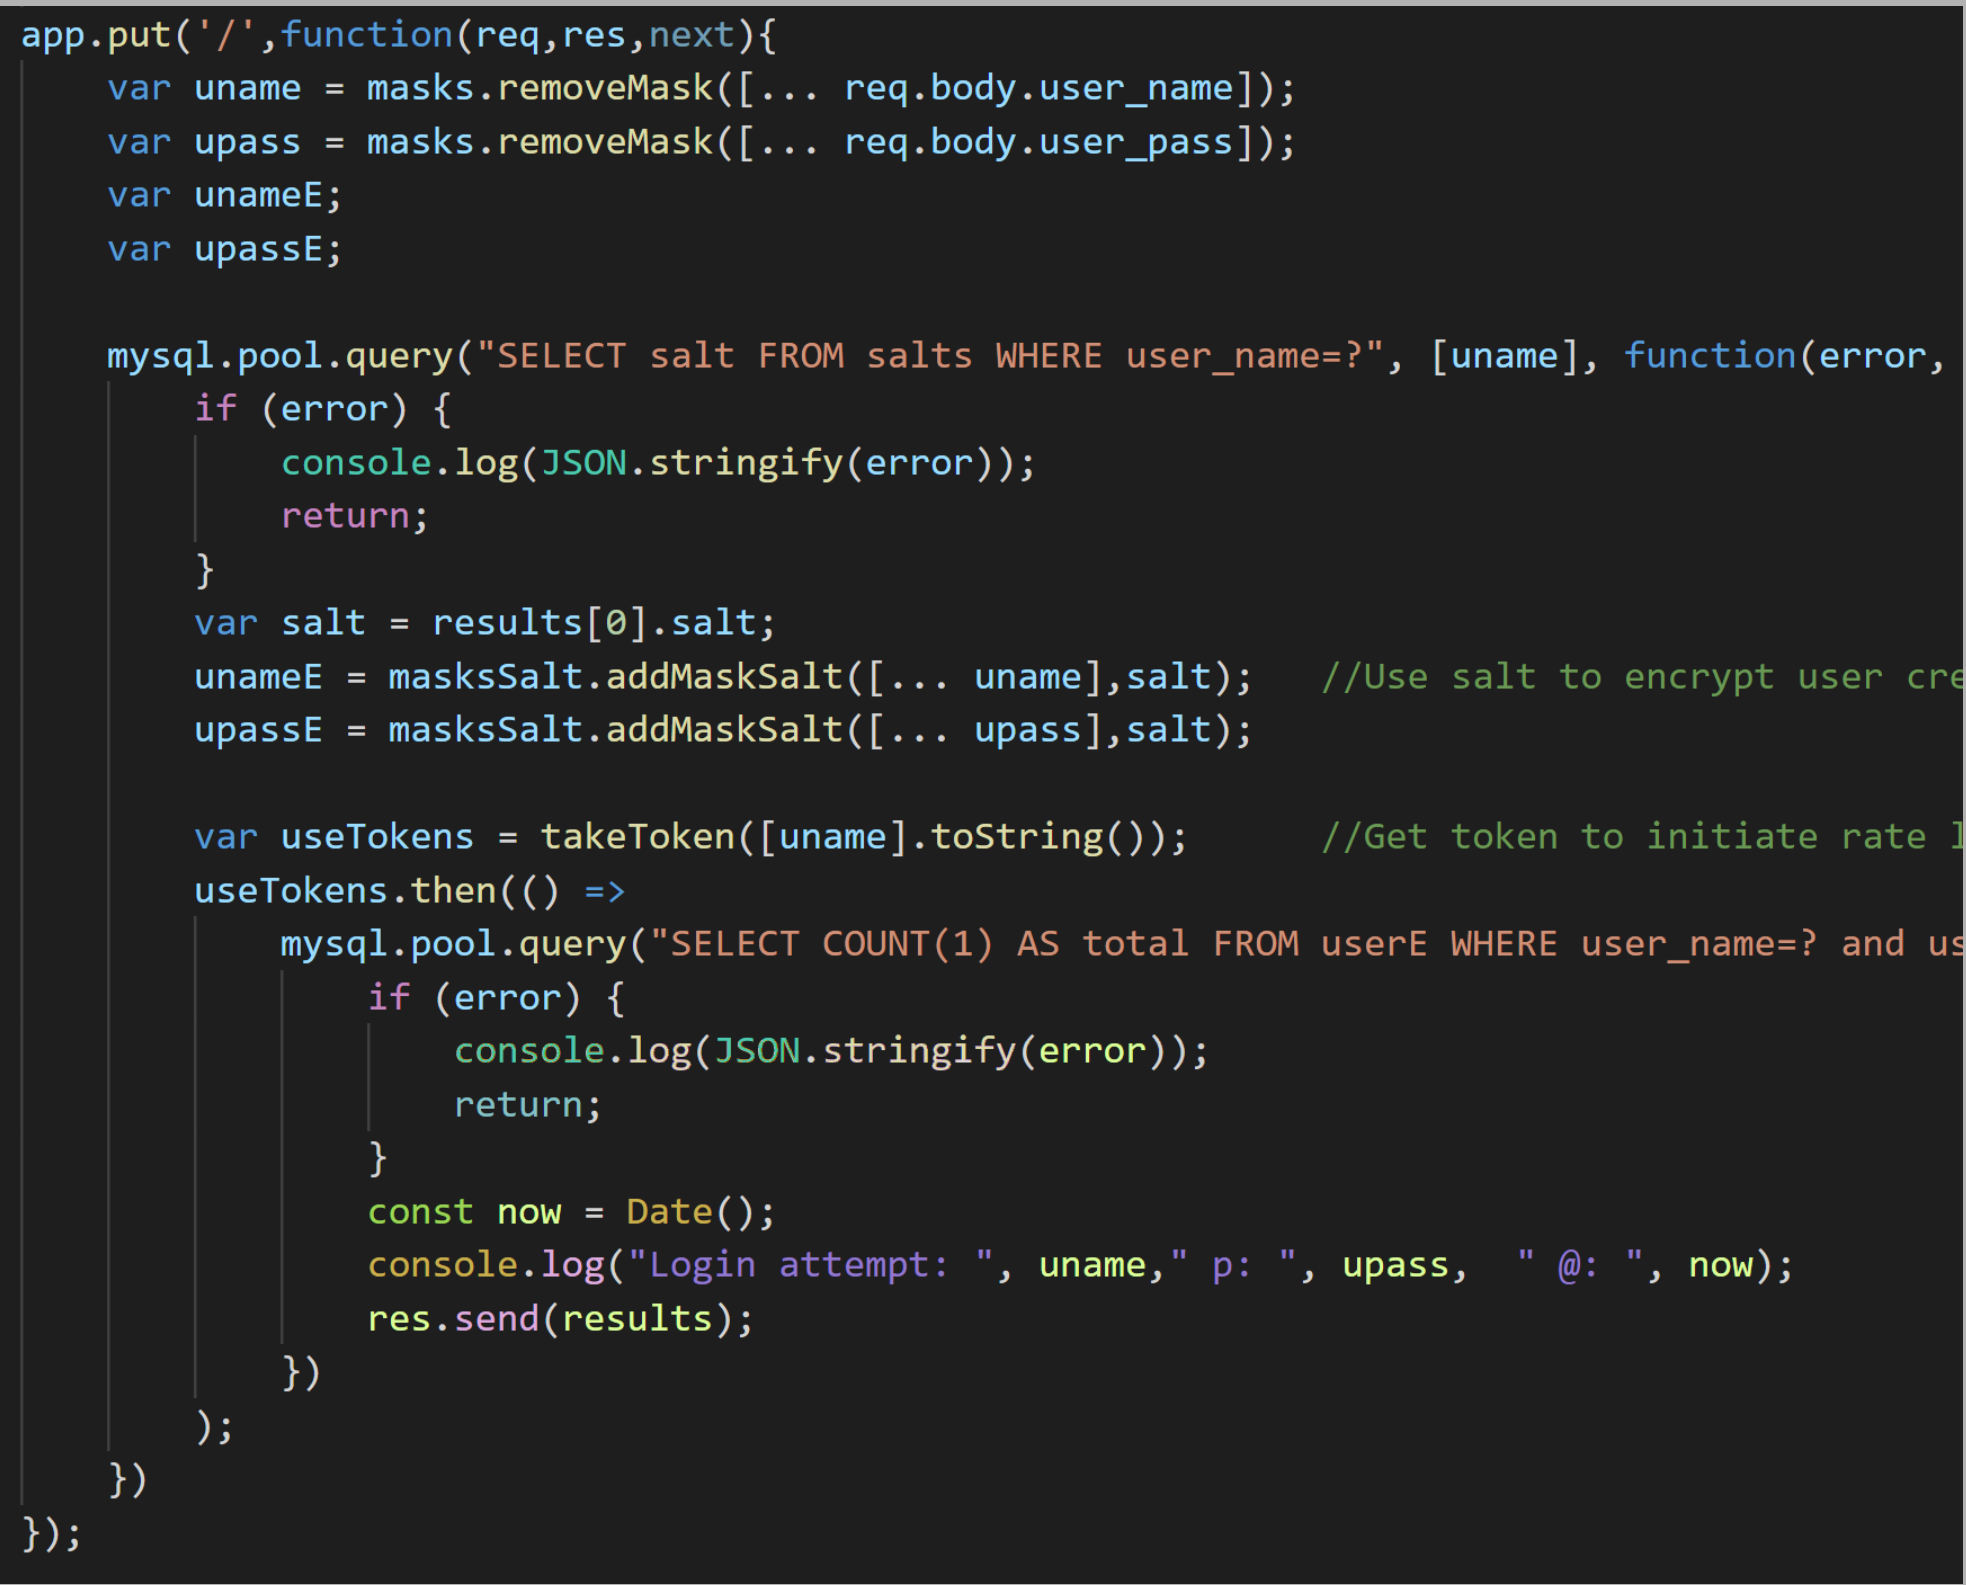 app.put('/',function(req,res,next){
    var uname = masks.removeMask([... req.body.user_name]);
    var upass = masks.removeMask([... req.body.user_pass]);
    var unameE;
    var upassE;

    mysql.pool.query("SELECT salt FROM salts WHERE user_name=?", [uname], function(error,
        if (error) {
            console.log(JSON.stringify(error));
            return;
        }
        var salt = results[0].salt;
        unameE = masksSalt.addMaskSalt([... uname],salt);   //Use salt to encrypt user cre
        upassE = masksSalt.addMaskSalt([... upass],salt);

        var useTokens = takeToken([uname].toString());      //Get token to initiate rate l
        useTokens.then(() =>
            mysql.pool.query("SELECT COUNT(1) AS total FROM userE WHERE user_name=? and us
                if (error) {
                    console.log(JSON.stringify(error));
                    return;
                }
                const now = Date();
                console.log("Login attempt: ", uname," p: ", upass,  " @: ", now);
                res.send(results);
            })
        );
    })
});